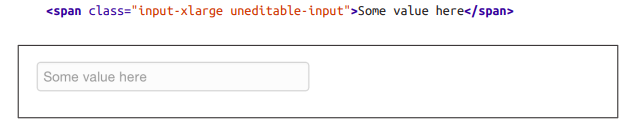 <span class="input-xlarge uneditable-input">Some value here</span>
Some value here